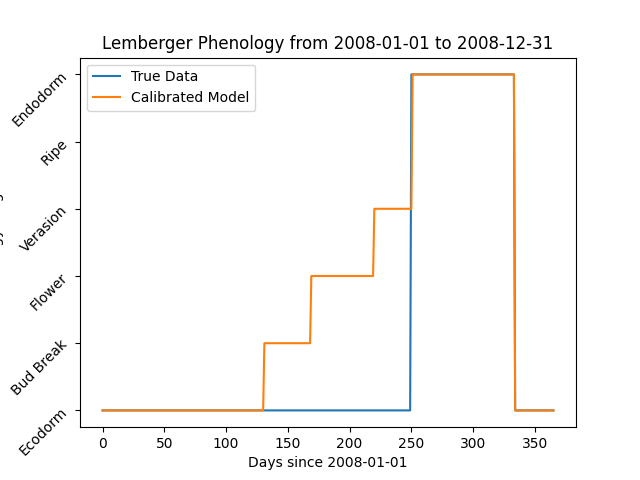 Lemberger Phenology from 2008-01-01 to 2008-12-31
True Data
Calibrated Model
Endodorm
Ripe
Verasion
Flower
Bud Break
Ecodorm
0 50 100 150 200 250 300 350
Days since 2008-01-01